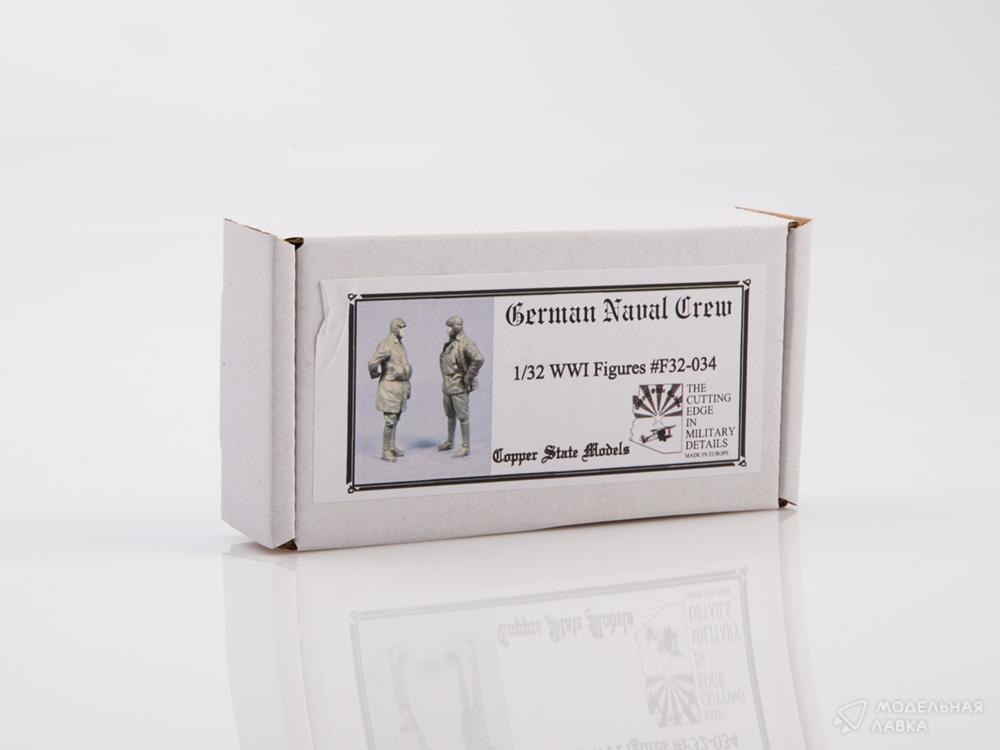 German Naval Crew
1/32 WWI Figures #F32-034
THE
CUTTING
EDGE
IN
MILITARY
DETAILS
MADE IN EUROPE
Copper State Models
МОДЕЛЬНАЯ
ЛАВКА